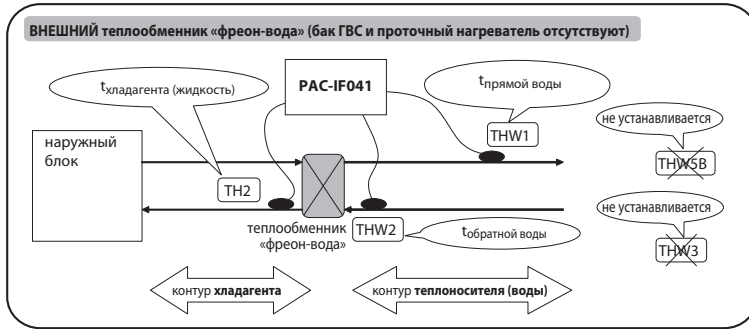 ВНЕШНИЙ теплообменник «фреон-вода» (бак ГВС и проточный нагреватель отсутствуют)
tхладагента (жидкость)
PAC-IF041
tпрямой воды
THW1
не устанавливается
THW5B
наружный
блок
TH2
не устанавливается
THW3
теплообменник
«фреон-вода»
THW2
tобратной воды
контур хладагента
контур теплоносителя (воды)